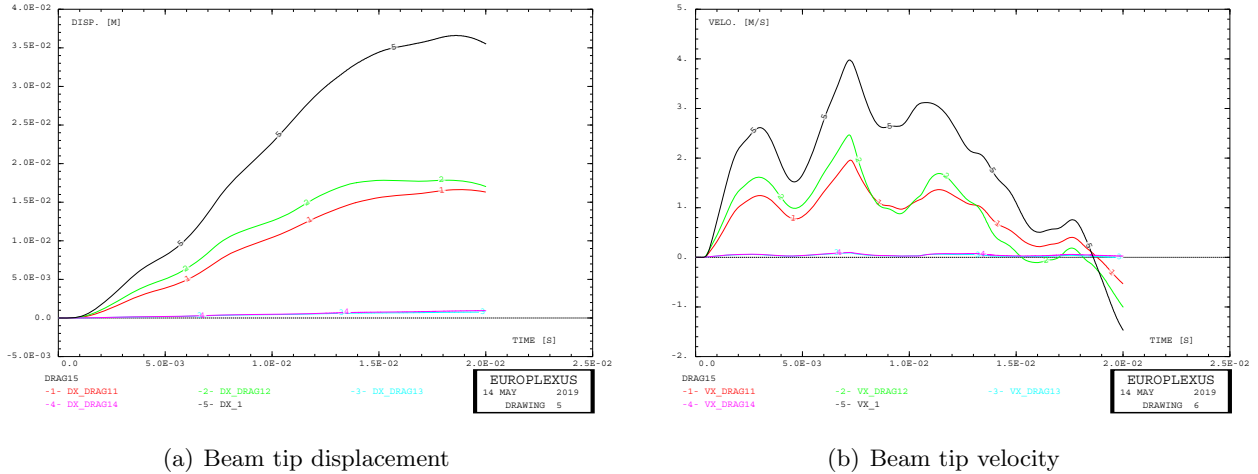 DISP. [M]
4.0E-02
3.5E-02
3.0E-02
2.5E-02
2.0E-02
1.5E-02
1.0E-02
5.0E-03
0.0
-5.0E-03
0.0 5.0E-03 1.0E-02 1.5E-02 2.0E-02 2.5E-02
TIME [S]
DRAG15
-1- DX_DRAG11 -2- DX_DRAG12 -3- DX_DRAG13
-4- DX_DRAG14 -5- DX_1
EUROPLEXUS
14 MAY 2019
DRAWING 5
(a) Beam tip displacement
VELO. [M/S]
5.
4.
3.
2.
1.
0.
-1.
-2.
0.0 5.0E-03 1.0E-02 1.5E-02 2.0E-02 2.5E-02
TIME [S]
DRAG15
-1- VX_DRAG11 -2- VX_DRAG12 -3- VX_DRAG13
-4- VX_DRAG14 -5- VX_1
EUROPLEXUS
14 MAY 2019
DRAWING 6
(b) Beam tip velocity